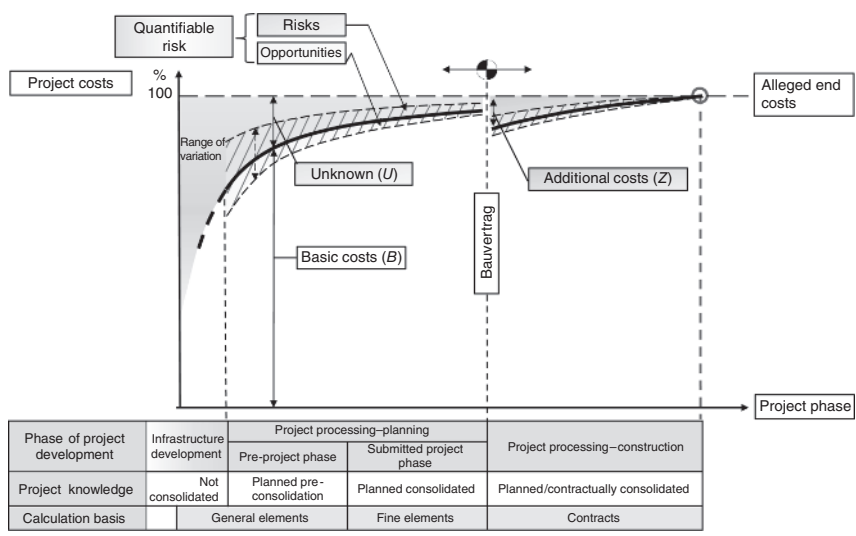 Quantifiable
risk
Risks
Opportunities
Project costs
%
100
Alleged end
costs
Range of
variation
Unknown (U)
Additional costs (Z)
Bauvertrag
Basic costs (B)
Project phase
Phase of project
development
Infrastructure
development
Project processing–planning
Pre-project phase
Submitted project
phase
Project processing–construction
Project knowledge
Not
consolidated
Planned pre-
consolidation
Planned consolidated
Planned/contractually consolidated
Calculation basis
General elements
Fine elements
Contracts